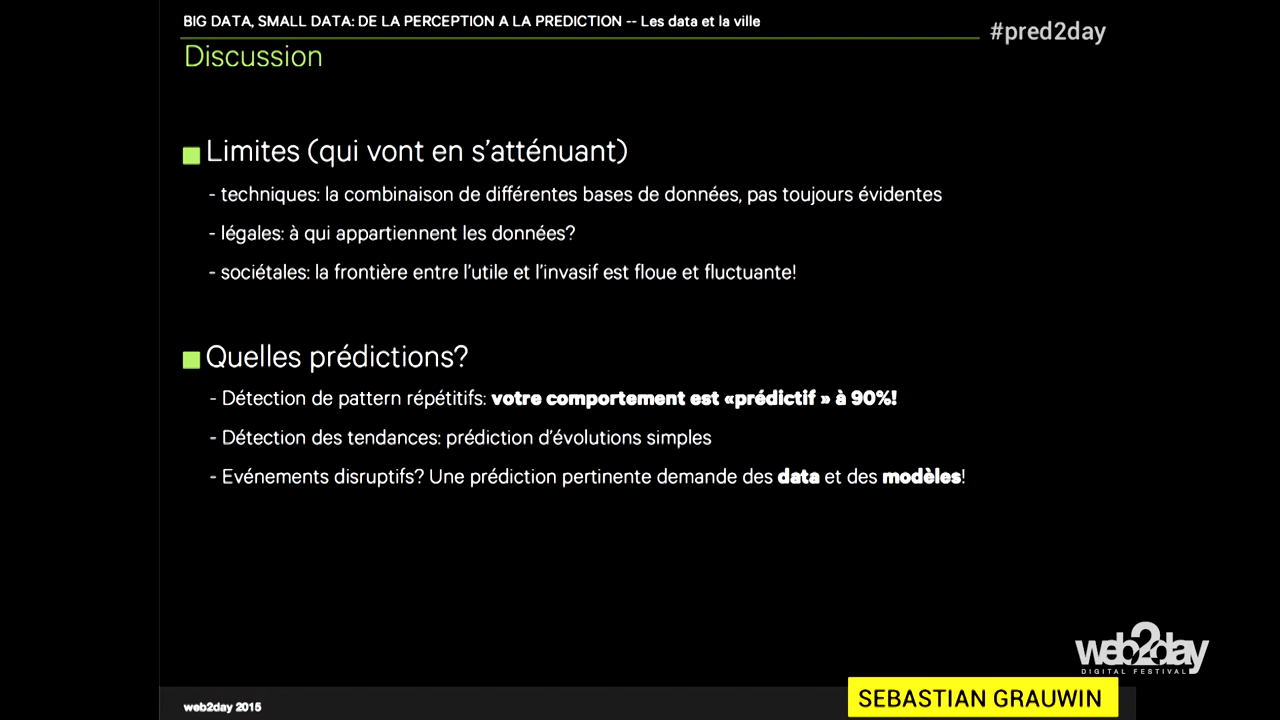 BIG DATA, SMALL DATA: DE LA PERCEPTION A LA PREDICTION -- Les data et la ville
#pred2day
Discussion
Limites (qui vont en s'atténuant)
- techniques: la combinaison de différentes bases de données, pas toujours évidentes
- légales: à qui appartiennent les données?
- sociétales: la frontière entre l'utile et l'invasif est floue et fluctuante!
Quelles prédictions?
- Détection de pattern répétitifs: votre comportement est «prédictif » à 90%!
- Détection des tendances: prédiction d'évolutions simples
- Evénements disruptifs? Une prédiction pertinente demande des data et des modèles!
web2day
DIGITAL FESTIVAL
SEBASTIAN GRAUWIN
web2day 2015